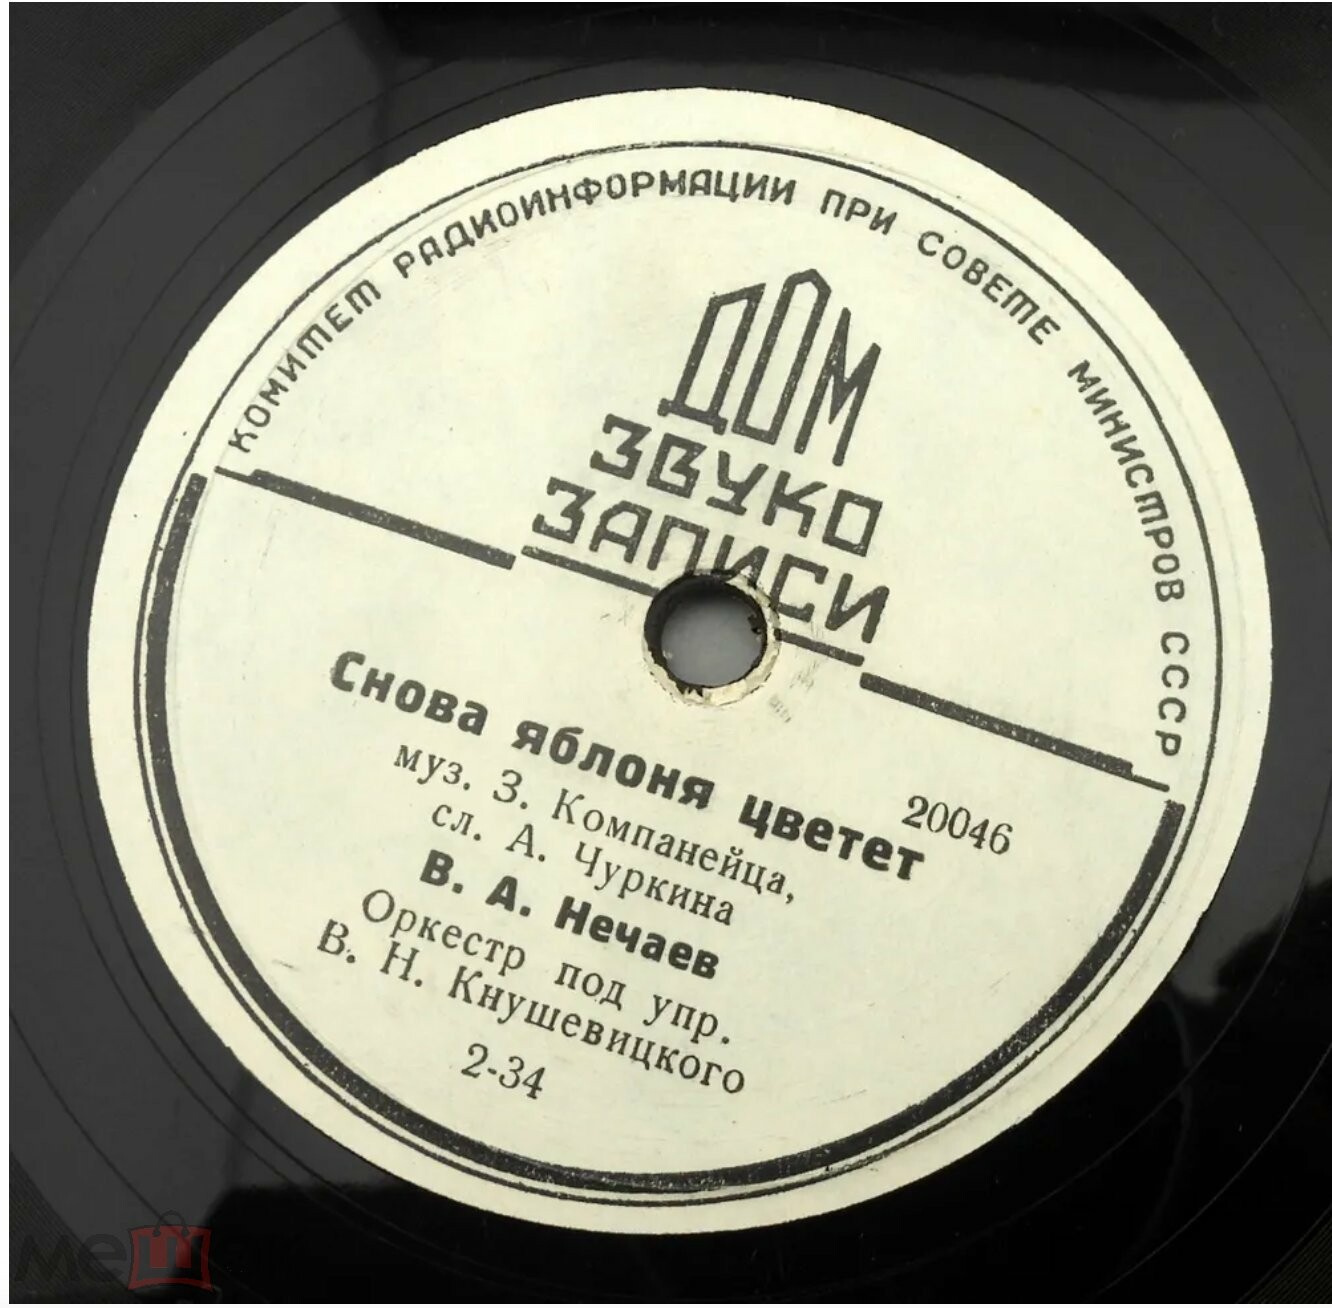 КОМИТЕТ РАДИОИНФОРМАЦИИ ПРИ СОВЕТЕ МИНИСТРОВ СССР
ДОМ
ЗВУКО
ЗАПИСИ
20046
Снова яблоня цветет
муз. З. Компанейца,
сл. А. Чуркина
В. А. Нечаев
Оркестр под упр.
В. Н. Кнушевицкого
2-34